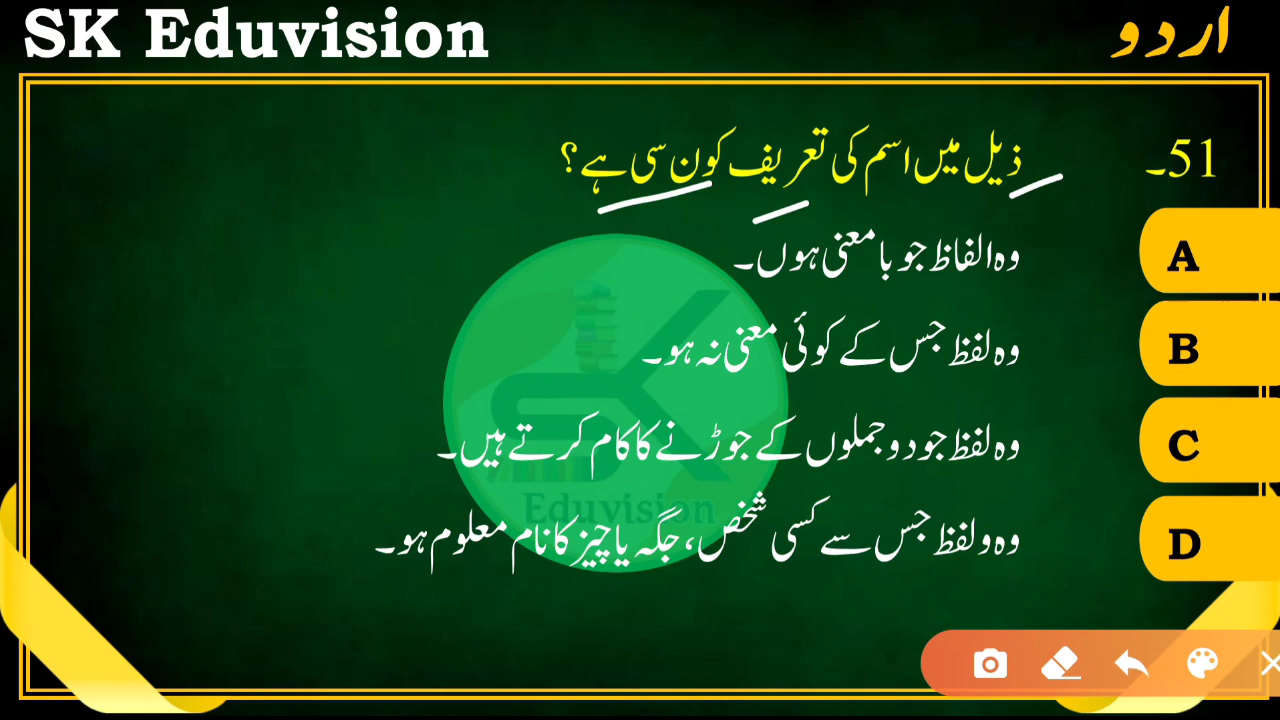 SK Eduvision
اردو
51۔ ذیل میں اسم کی تعریف کون سی ہے؟
A وہ الفاظ جو بامعنی ہوں۔
B وہ لفظ جس کے کوئی معنی نہ ہو۔
C وہ لفظ جو دو جملوں کے جوڑنے کا کام کرتے ہیں۔
D وہ ولفظ جس سے کسی شخص، جگہ یا چیز کا نام معلوم ہو۔
SK
Eduvision